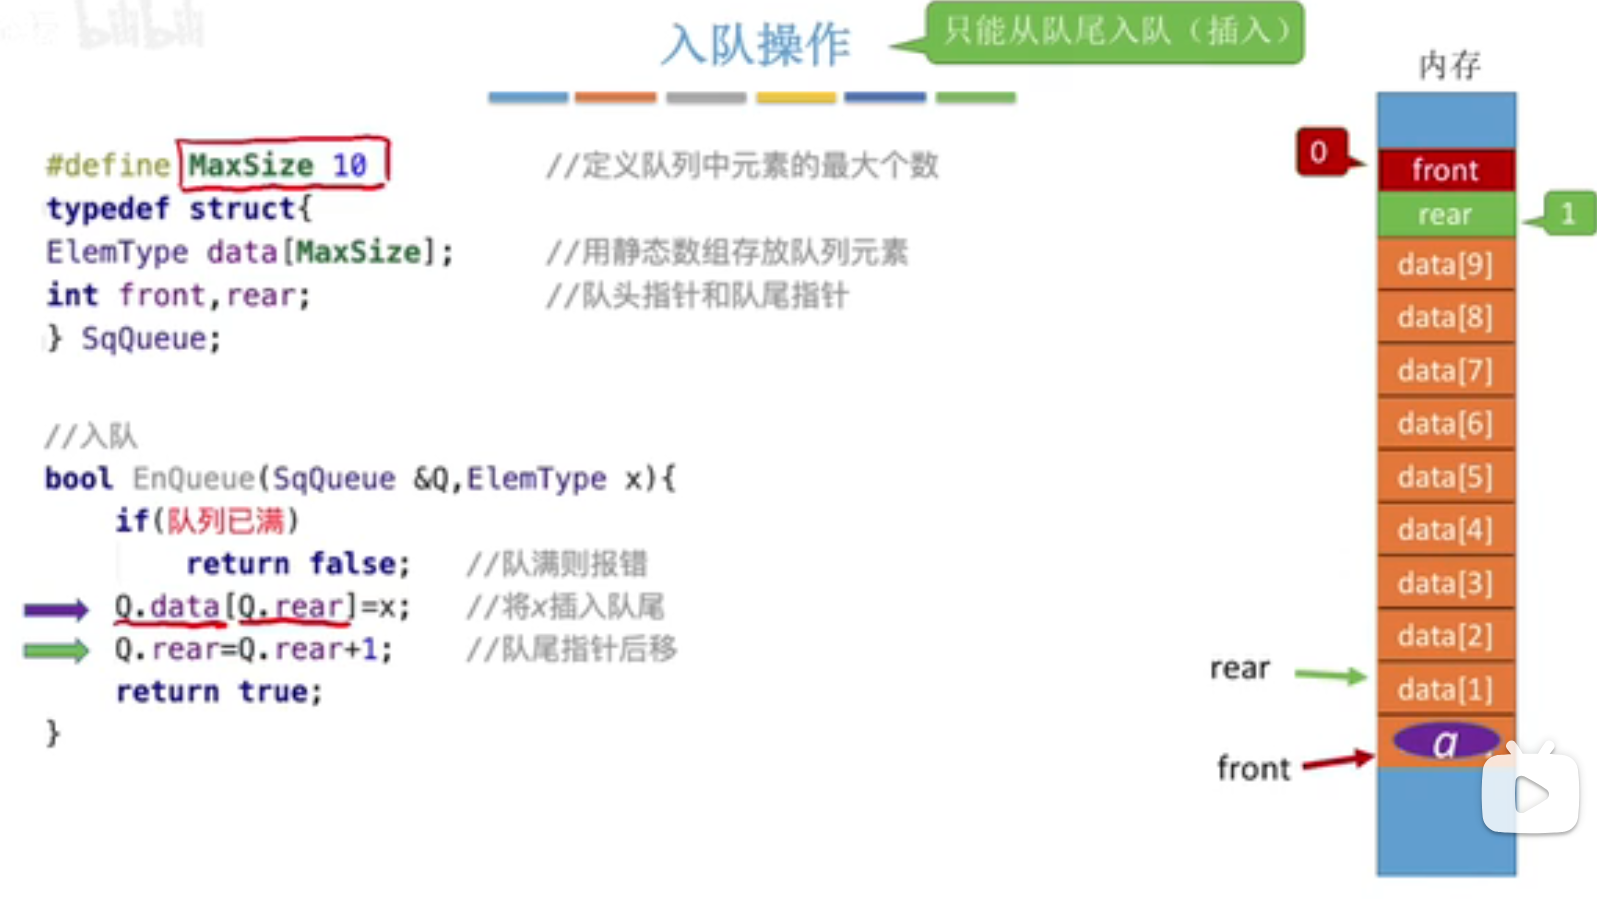 bilibili
入队操作
只能从队尾入队（插入）
#define MaxSize 10 //定义队列中元素的最大个数
typedef struct{
ElemType data[MaxSize]; //用静态数组存放队列元素
int front,rear; //队头指针和队尾指针
} SqQueue;
//入队
bool EnQueue(SqQueue &Q,ElemType x){
if(队列已满)
return false; //队满则报错
Q.data[Q.rear]=x; //将x插入队尾
Q.rear=Q.rear+1; //队尾指针后移
return true;
}
内存
0
front
rear
1
data[9]
data[8]
data[7]
data[6]
data[5]
data[4]
data[3]
data[2]
rear
data[1]
a
front